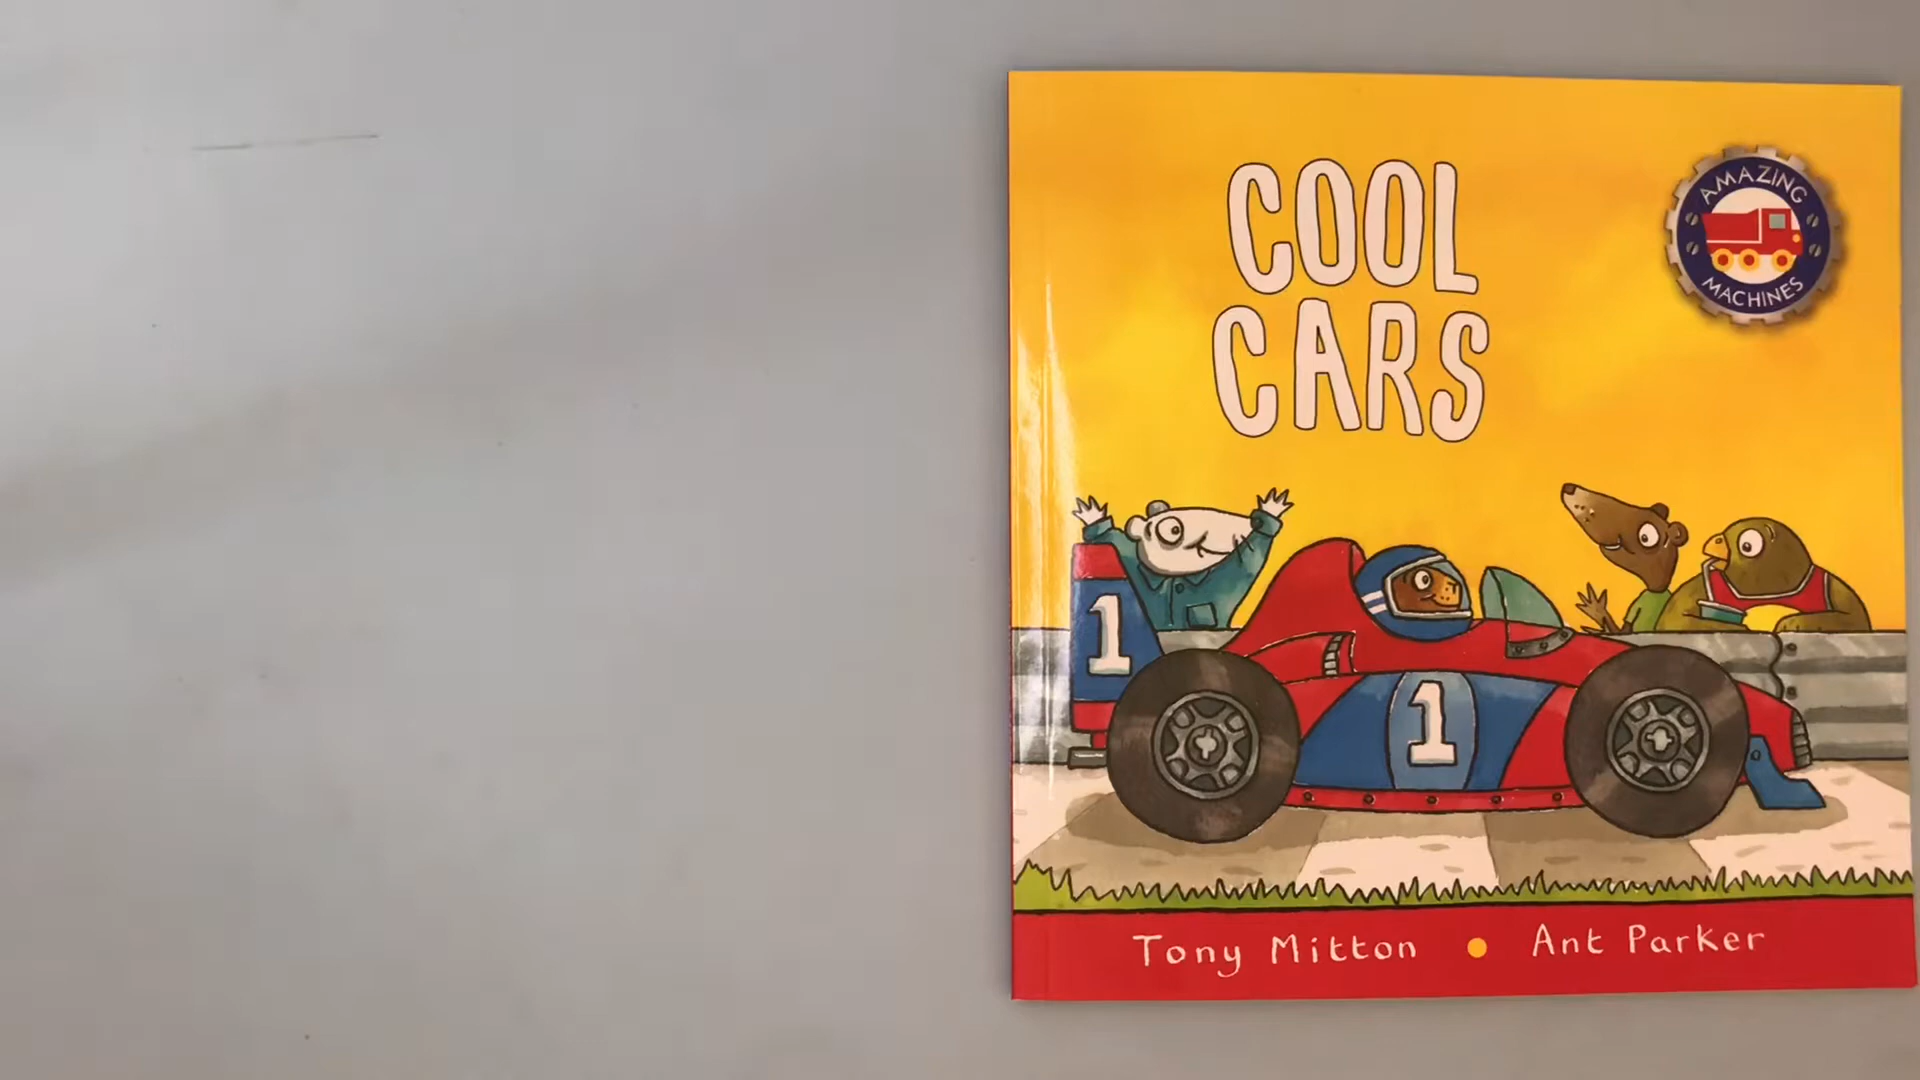 COOL
CARS
AMAZING
MACHINES
1
1
Tony Mitton
Ant Parker